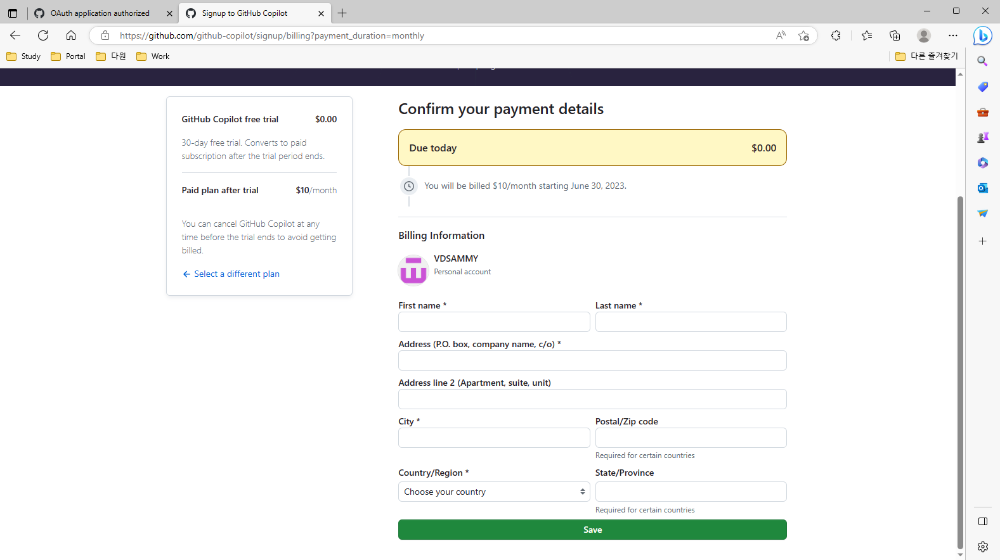 OAuth application authorized
Signup to GitHub Copilot
https://github.com/github-copilot/signup/billing?payment_duration=monthly
Study
Portal
다원
Work
다른 즐겨찾기
GitHub Copilot free trial $0.00
30-day free trial. Converts to paid
subscription after the trial period ends.
Paid plan after trial $10/month
You can cancel GitHub Copilot at any
time before the trial ends to avoid getting
billed.
Select a different plan
Confirm your payment details
Due today $0.00
You will be billed $10/month starting June 30, 2023.
Billing Information
VDSAMMY
Personal account
First name * Last name *
Address (P.O. box, company name, c/o) *
Address line 2 (Apartment, suite, unit)
City * Postal/Zip code
Required for certain countries
Country/Region * State/Province
Choose your country
Required for certain countries
Save